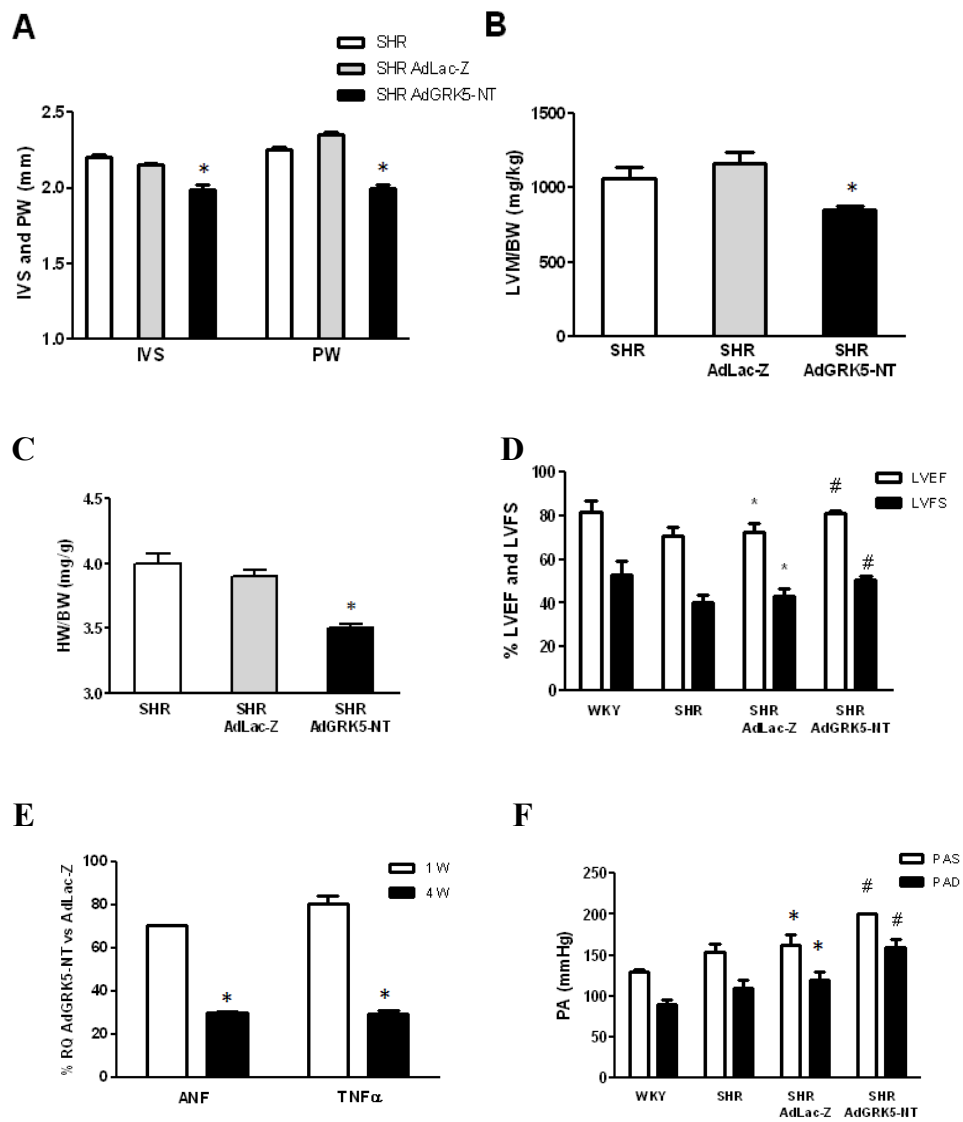 A
SHR
SHR AdLac-Z
SHR AdGRK5-NT
IVS and PW (mm)
2.5
2.0
1.5
1.0
*
*
IVS
PW
B
LVM/BW (mg/kg)
1500
1000
500
0
*
SHR
SHR
AdLac-Z
SHR
AdGRK5-NT
C
HW/BW (mg/g)
4.5
4.0
3.5
3.0
*
SHR
SHR
AdLac-Z
SHR
AdGRK5-NT
D
% LVEF and LVFS
100
80
60
40
20
0
LVEF
LVFS
*
*
#
#
WKY
SHR
SHR
AdLac-Z
SHR
AdGRK5-NT
E
% RQ AdGRK5-NT vs AdLac-Z
100
80
60
40
20
0
1 W
4 W
*
*
ANF
TNFα
F
PA (mmHg)
250
200
150
100
50
0
PAS
PAD
*
*
#
#
WKY
SHR
SHR
AdLac-Z
SHR
AdGRK5-NT